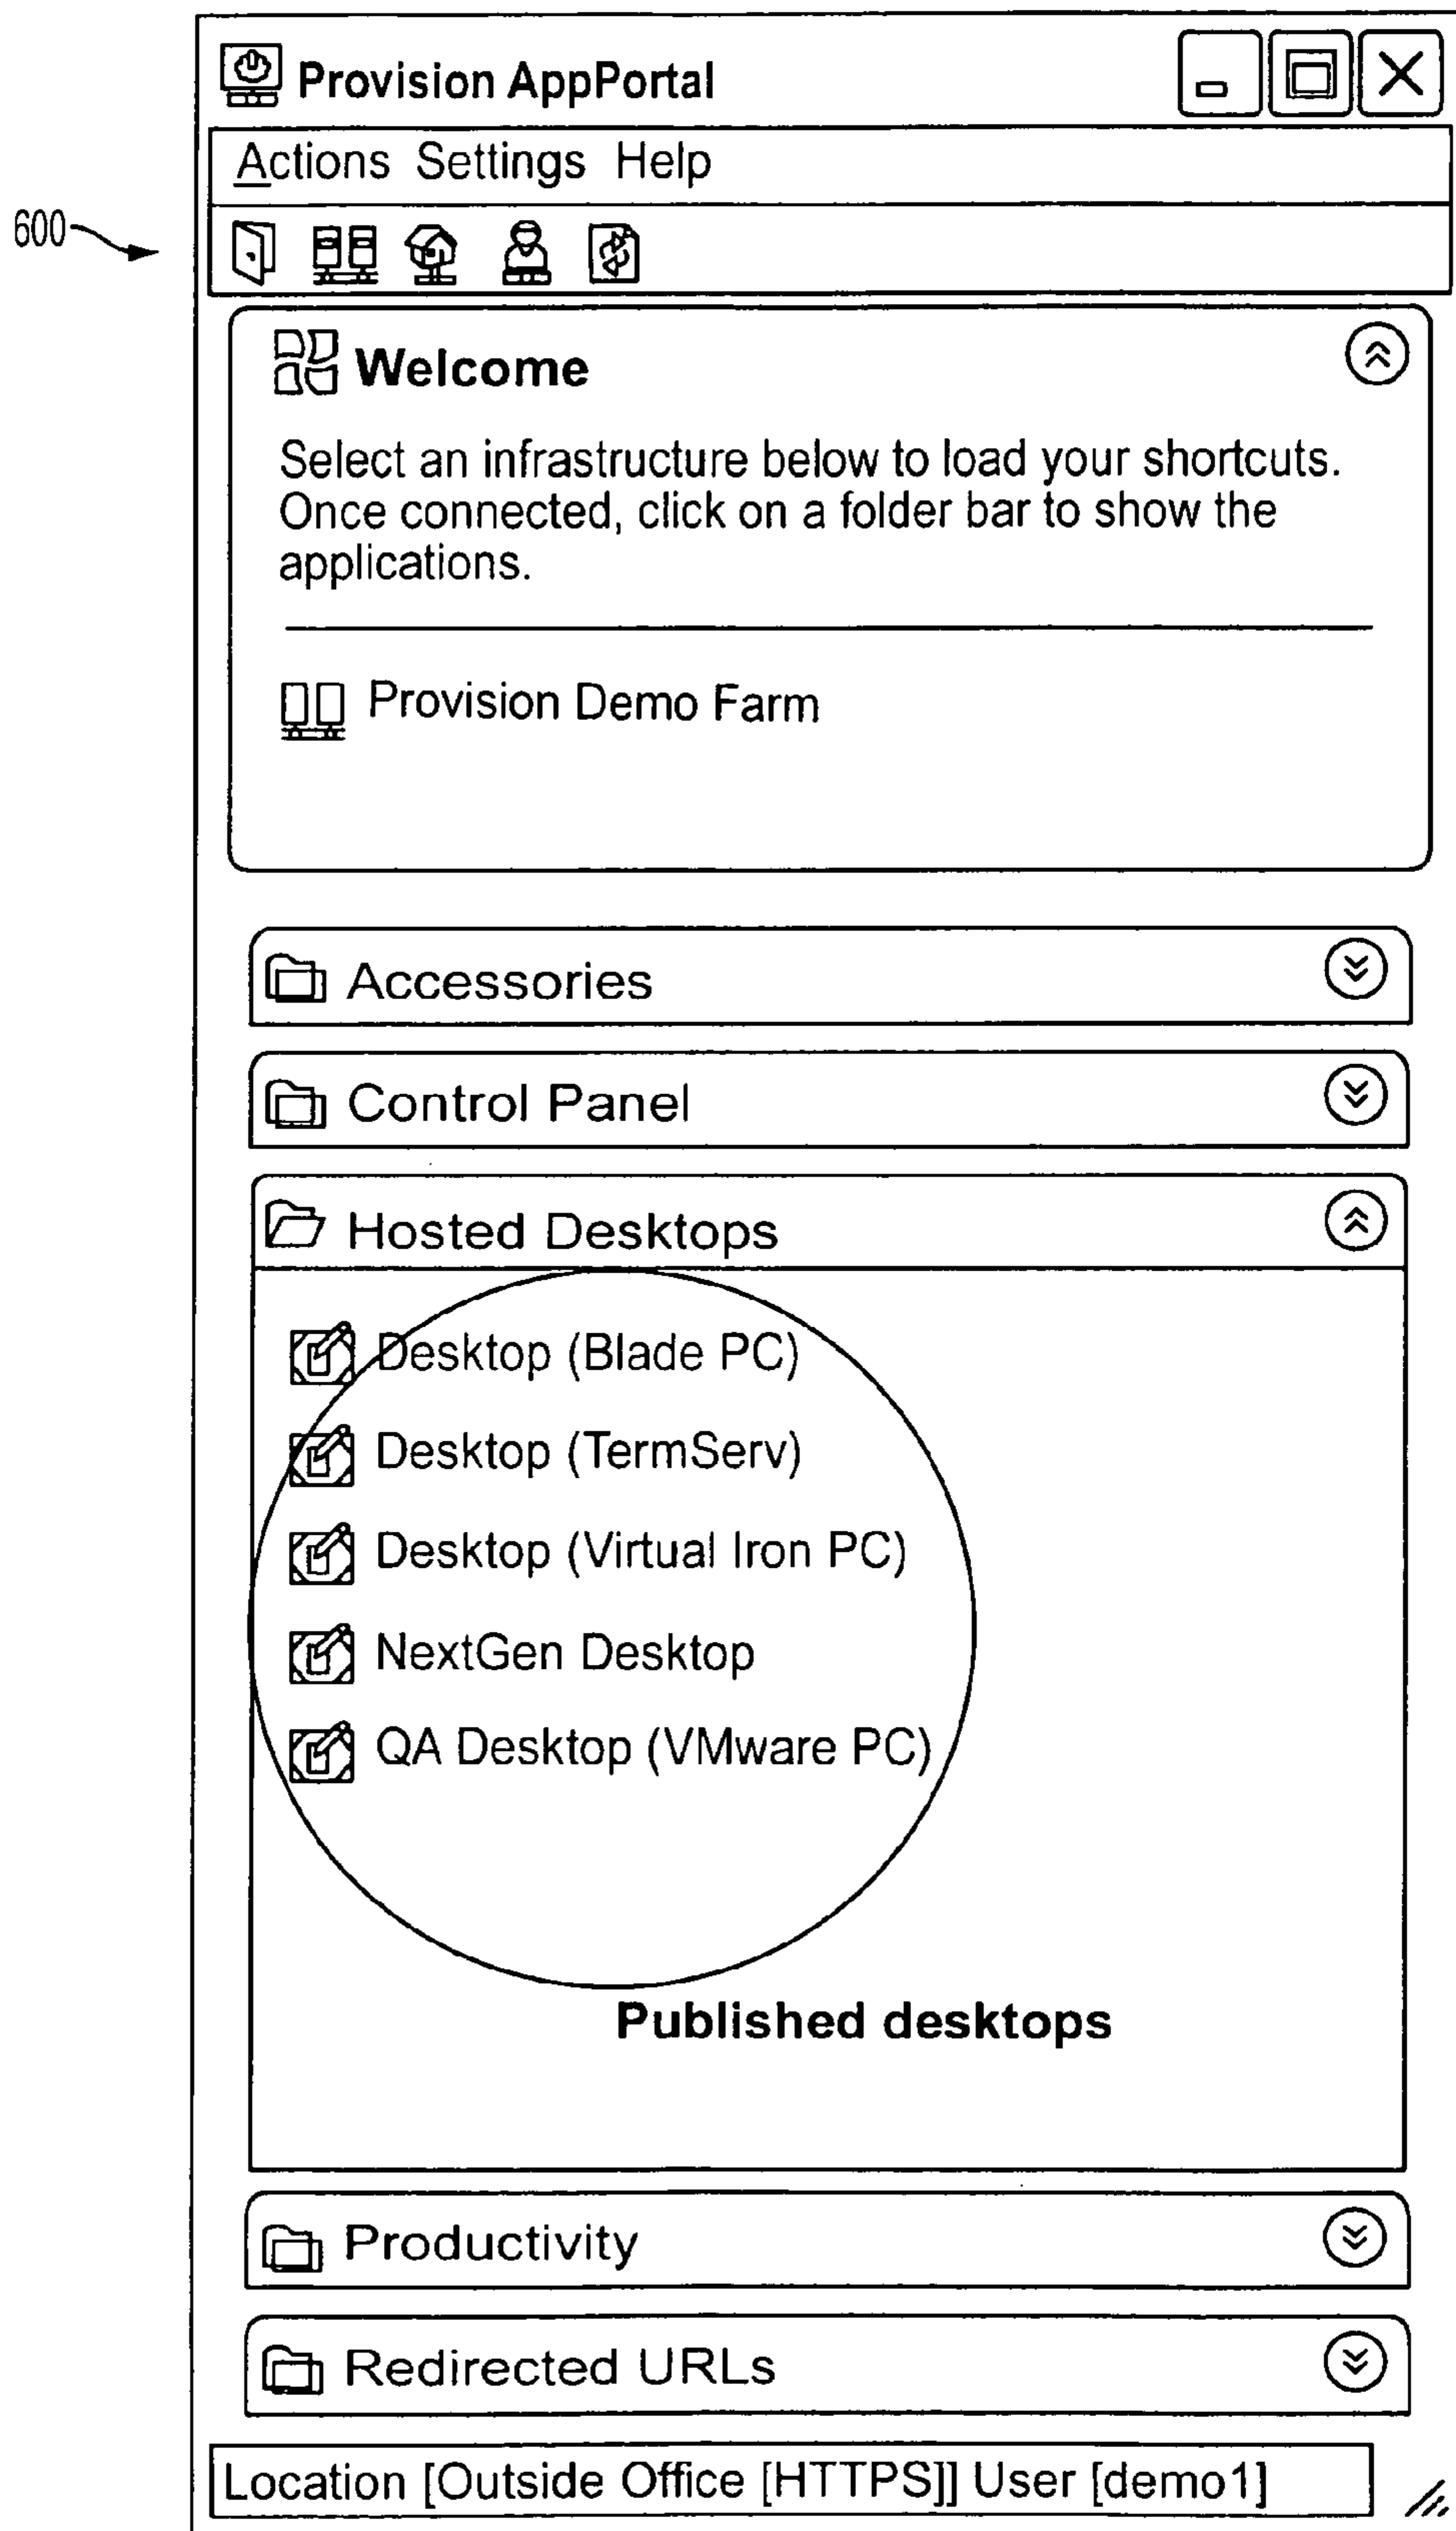 Provision AppPortal
Actions Settings Help
600
Welcome
Select an infrastructure below to load your shortcuts.
Once connected, click on a folder bar to show the
applications.
Provision Demo Farm
Accessories
Control Panel
Hosted Desktops
Desktop (Blade PC)
Desktop (TermServ)
Desktop (Virtual Iron PC)
NextGen Desktop
QA Desktop (VMware PC)
Published desktops
Productivity
Redirected URLs
Location [Outside Office [HTTPS]] User [demo1]